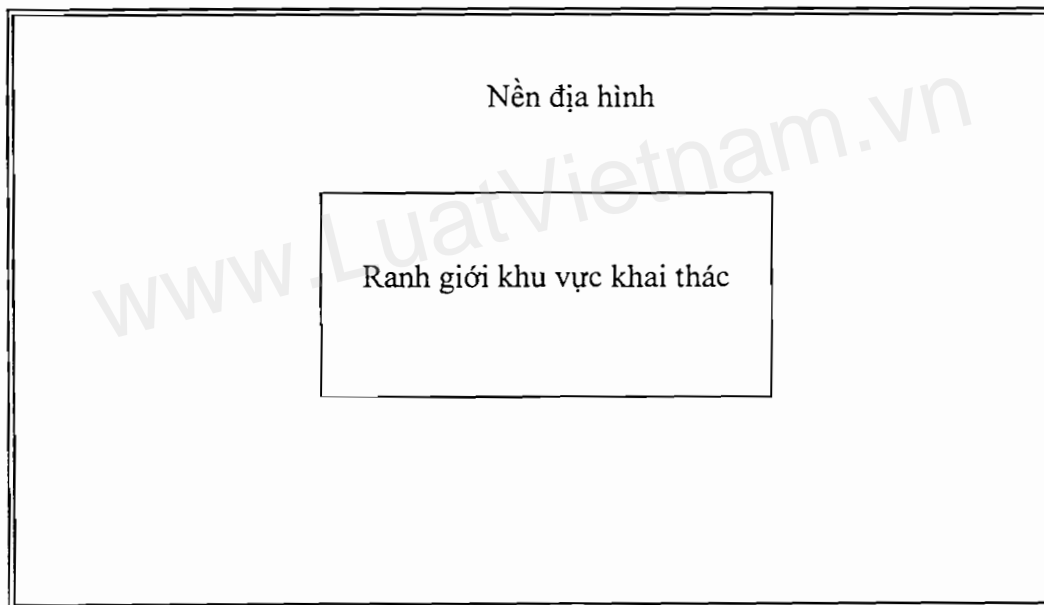 Nền địa hình
www.LuatVietnam.vn
Ranh giới khu vực khai thác